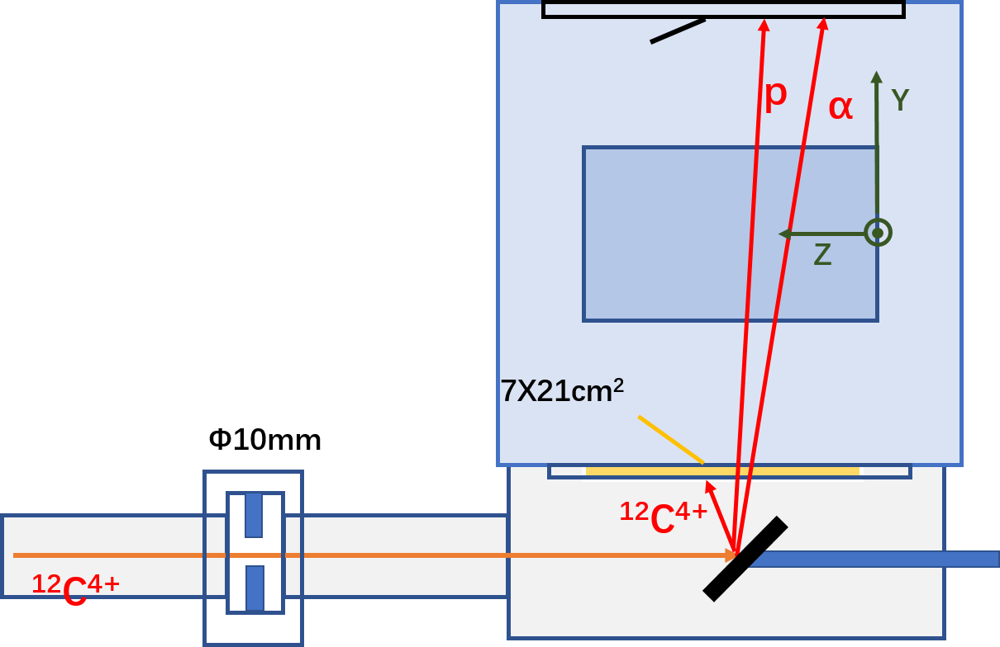 p
α
Y
Z
7X21cm²
Φ10mm
¹²C⁴⁺
¹²C⁴⁺